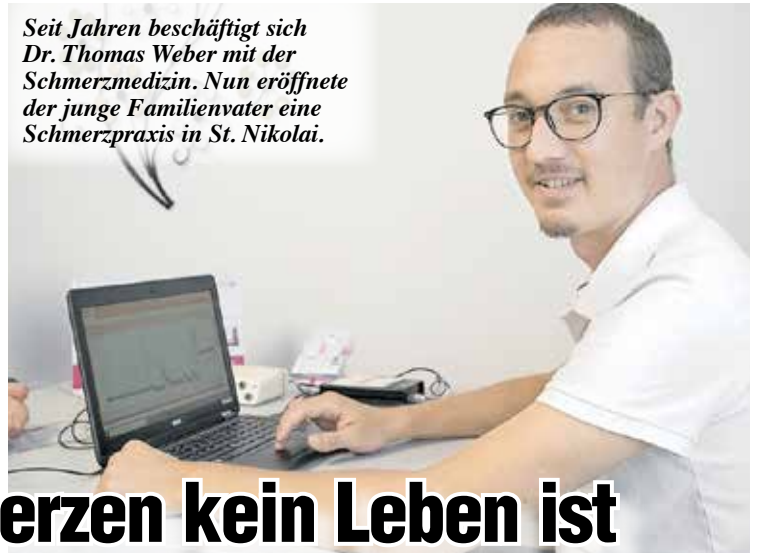 Seit Jahren beschäftigt sich
Dr. Thomas Weber mit der
Schmerzmedizin. Nun eröffnete
der junge Familienvater eine
Schmerzpraxis in St. Nikolai.
erzen kein Leben ist